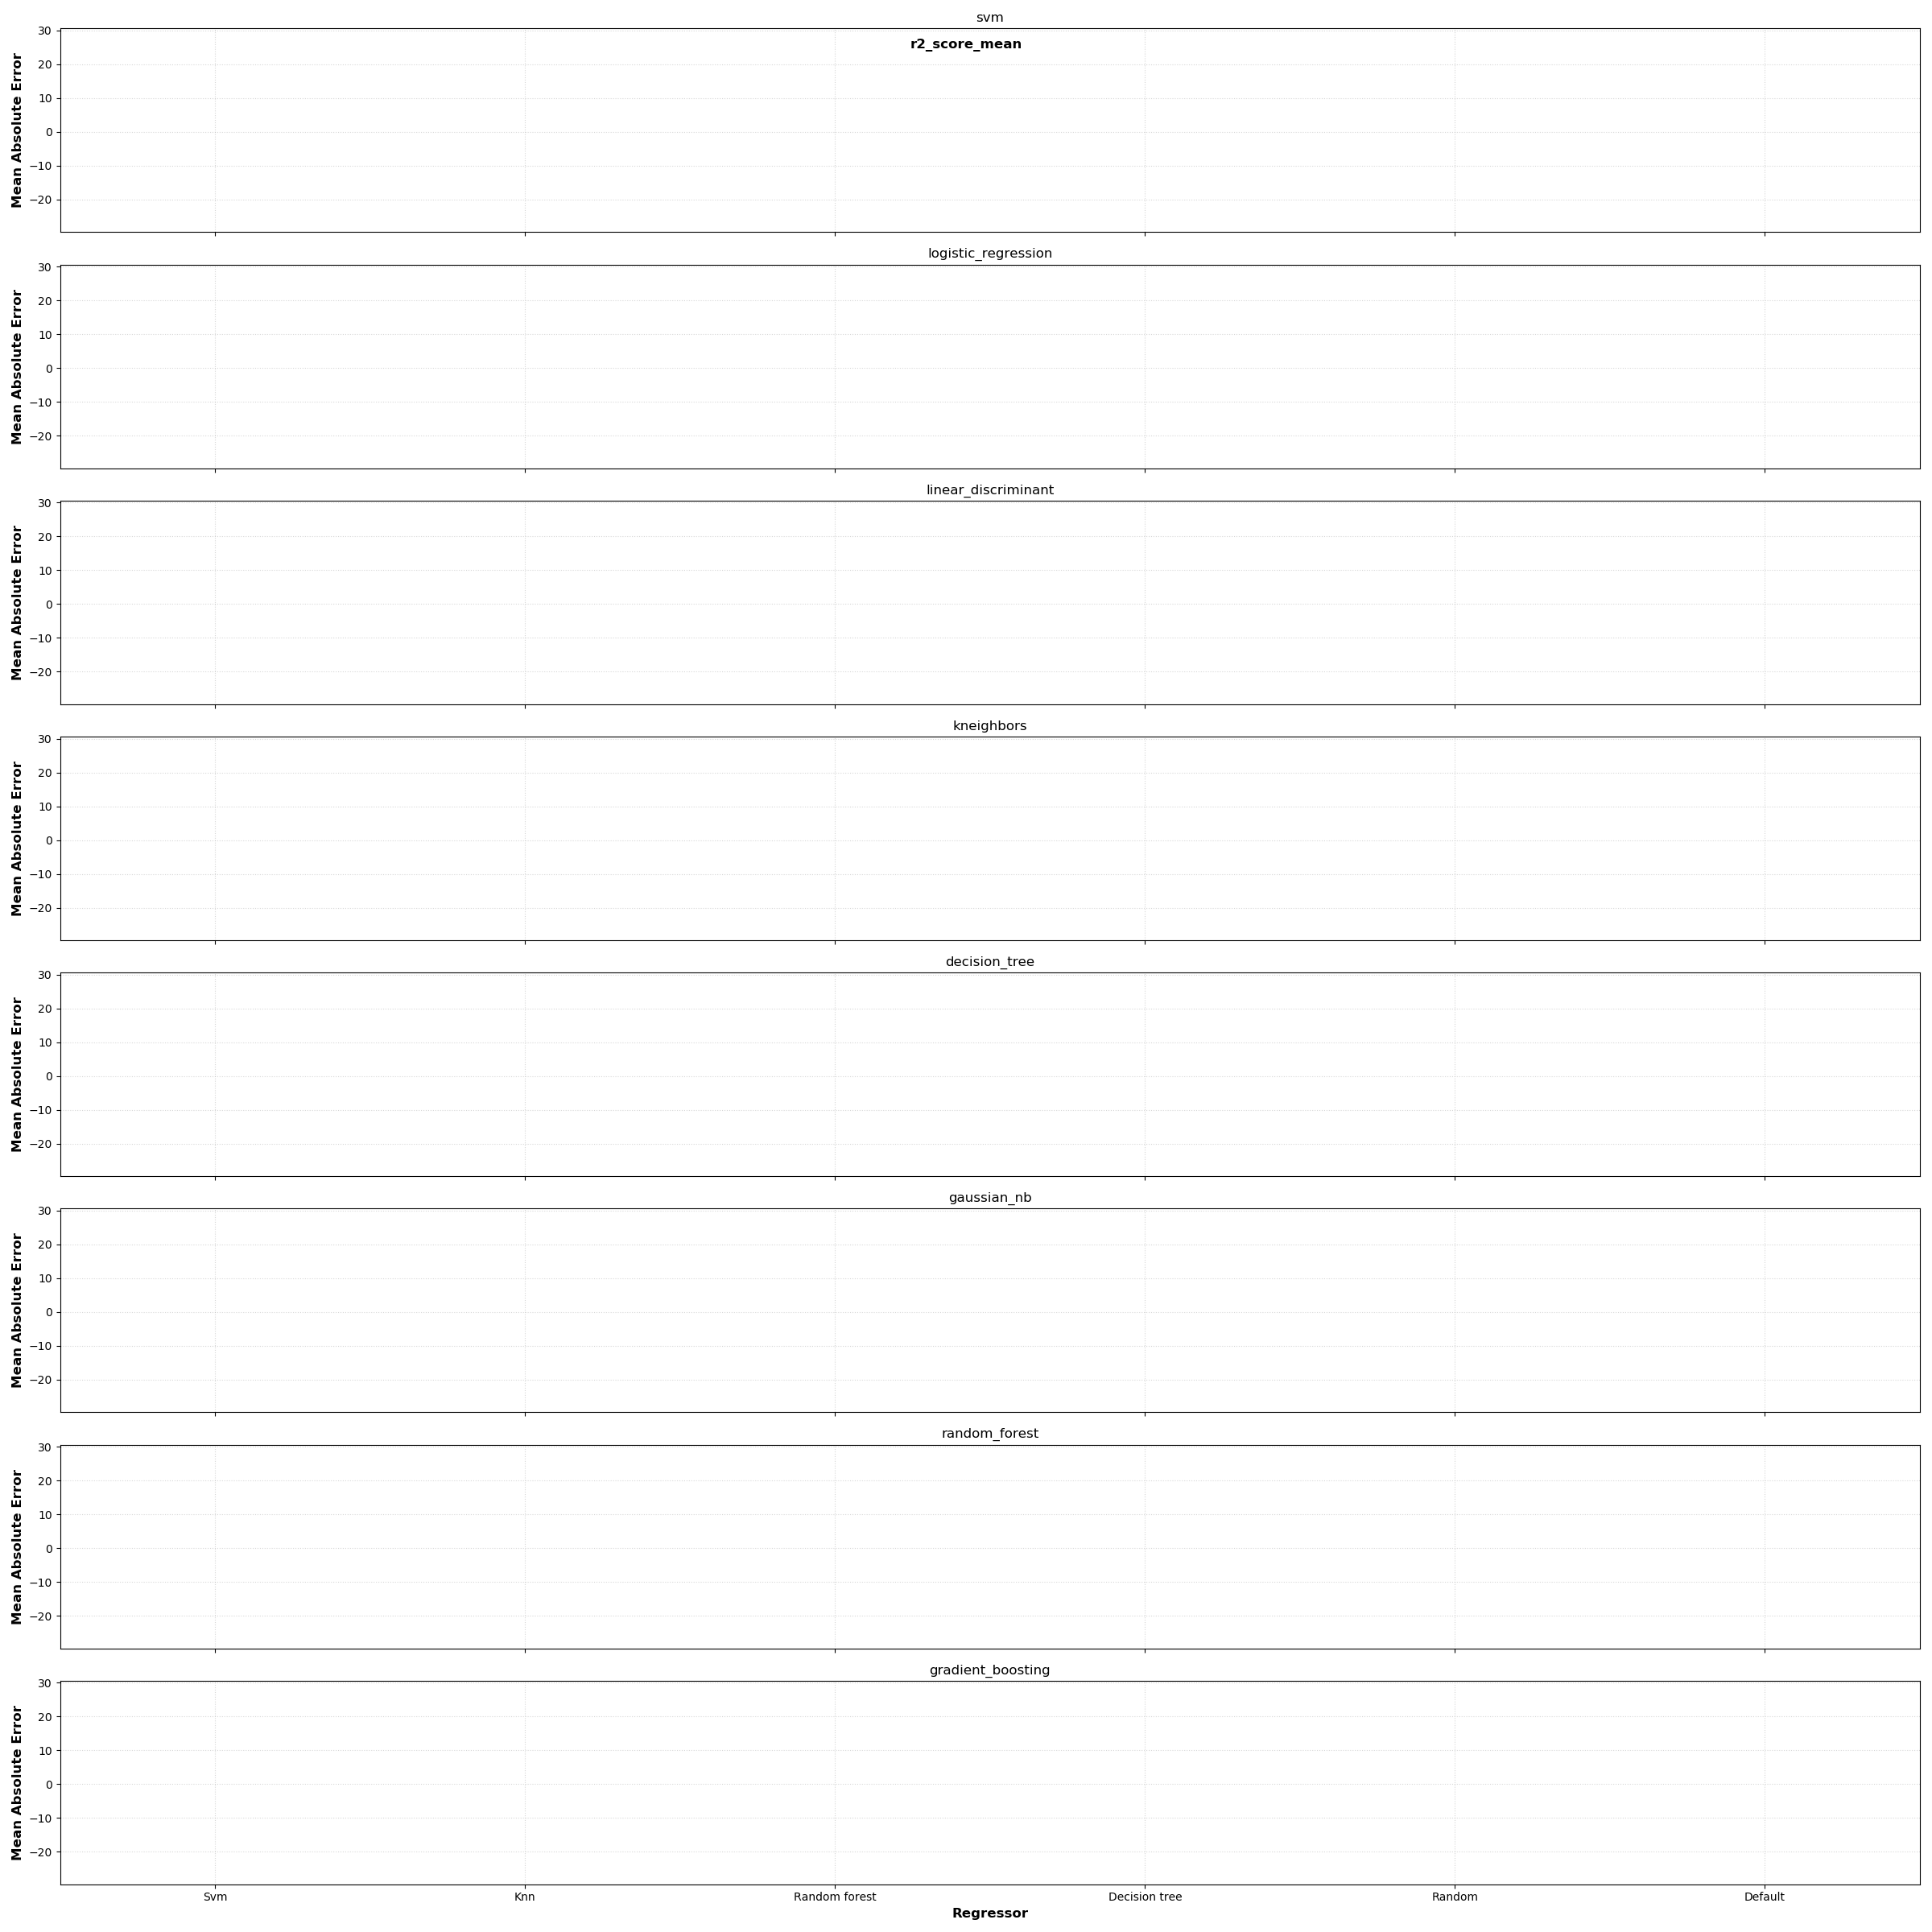 svm
r2_score_mean
Mean Absolute Error
30
20
10
0
−10
−20
logistic_regression
Mean Absolute Error
30
20
10
0
−10
−20
linear_discriminant
Mean Absolute Error
30
20
10
0
−10
−20
kneighbors
Mean Absolute Error
30
20
10
0
−10
−20
decision_tree
Mean Absolute Error
30
20
10
0
−10
−20
gaussian_nb
Mean Absolute Error
30
20
10
0
−10
−20
random_forest
Mean Absolute Error
30
20
10
0
−10
−20
gradient_boosting
Mean Absolute Error
30
20
10
0
−10
−20
Svm Knn Random forest Decision tree Random Default
Regressor